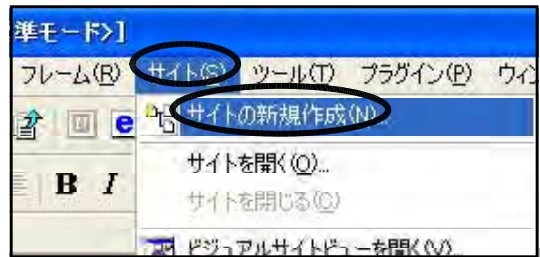 準モード>]
フレーム(R) サイト(S) ツール(T) プラグイン(P) ウィン
サイトの新規作成(N)...
B I サイトを開く(O)...
サイトを閉じる(C)
ビジュアルサイトビューを開く(V)...